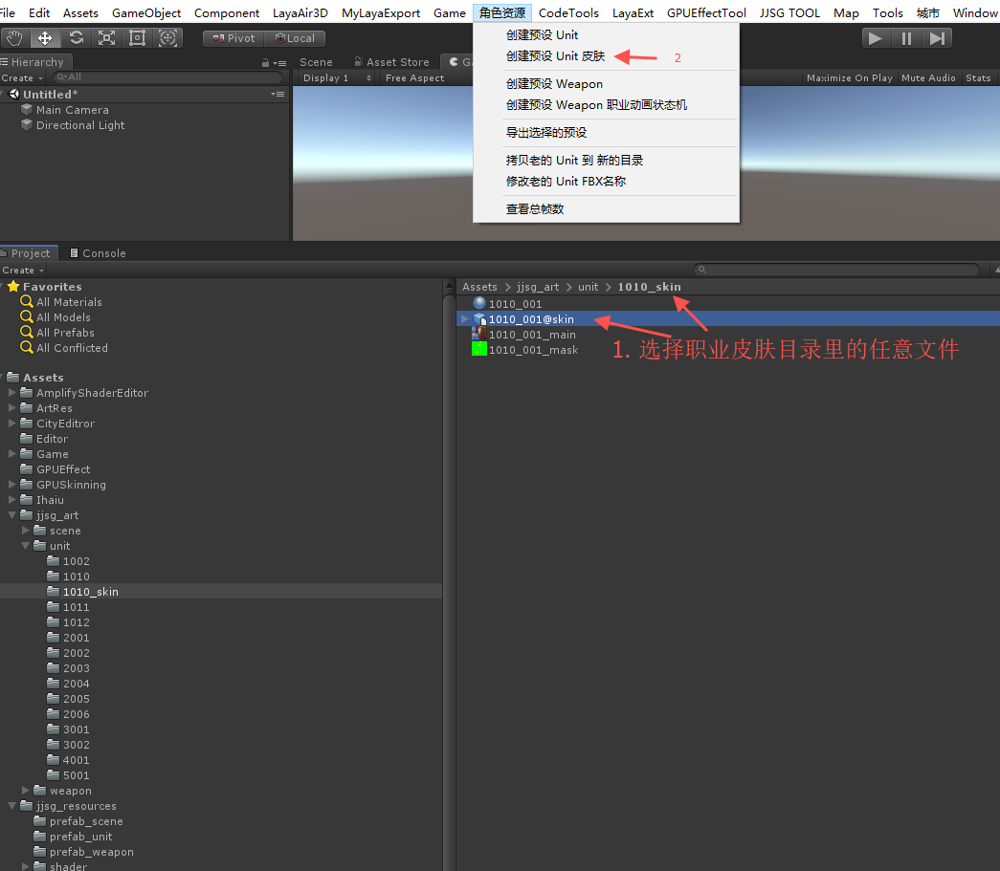 File Edit Assets GameObject Component LayaAir3D MyLayaExport Game 角色资源 CodeTools LayaExt GPUEffectTool JJSG TOOL Map Tools 城市 Window
Pivot Local
创建预设 Unit
创建预设 Unit 皮肤
2
创建预设 Weapon
创建预设 Weapon 职业动画状态机
导出选择的预设
拷贝老的 Unit 到 新的目录
修改老的 Unit FBX名称
查看总帧数
Hierarchy
Scene Asset Store Ga
Create All
Display 1 Free Aspect
Maximize On Play Mute Audio Stats
Untitled*
Main Camera
Directional Light
Project Console
Create
Favorites
All Materials
All Models
All Prefabs
All Conflicted
Assets
AmplifyShaderEditor
ArtRes
CityEditror
Editor
Game
GPUEffect
GPUSkinning
Ihaiu
jjsg_art
scene
unit
1002
1010
1010_skin
1011
1012
2001
2002
2003
2004
2005
2006
3001
3002
4001
5001
weapon
jjsg_resources
prefab_scene
prefab_unit
prefab_weapon
shader
Assets jjsg_art unit 1010_skin
1010_001
1010_001@skin
1010_001_main
1010_001_mask
1. 选择职业皮肤目录里的任意文件